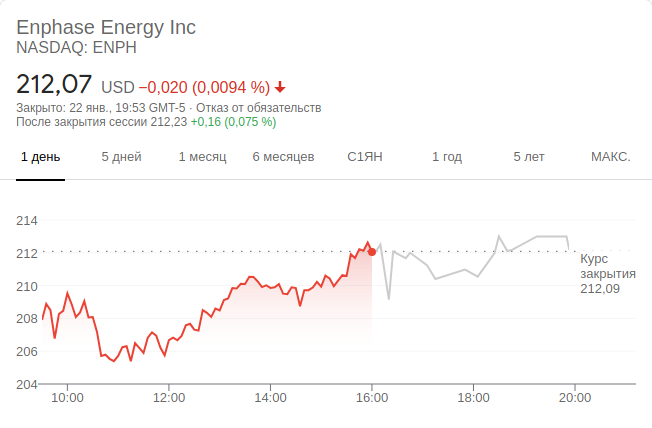 Enphase Energy Inc
NASDAQ: ENPH
212,07 USD −0,020 (0,0094 %)
Закрыто: 22 янв., 19:53 GMT-5 · Отказ от обязательств
После закрытия сессии 212,23 +0,16 (0,075 %)
1 день 5 дней 1 месяц 6 месяцев С1ЯН 1 год 5 лет МАКС.
214
212
210
208
206
204
Курс
закрытия
212,09
10:00 12:00 14:00 16:00 18:00 20:00